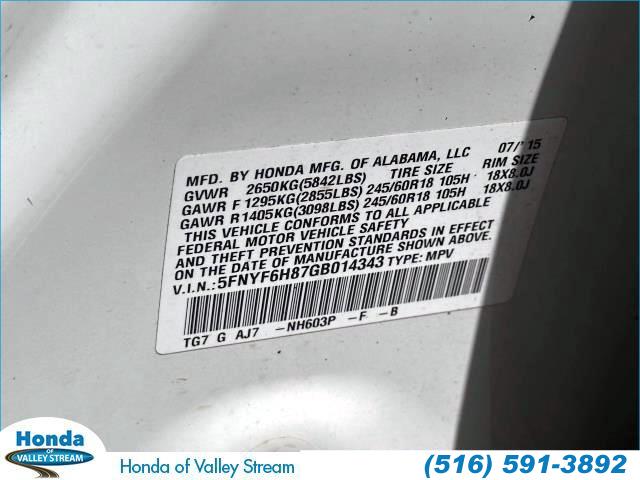 MFD. BY HONDA MFG. OF ALABAMA, LLC 07/'15
GVWR 2650KG(5842LBS) TIRE SIZE RIM SIZE
GAWR F 1295KG(2855LBS) 245/60R18 105H 18X8.0J
GAWR R 1405KG(3098LBS) 245/60R18 105H 18X8.0J
THIS VEHICLE CONFORMS TO ALL APPLICABLE
FEDERAL MOTOR VEHICLE SAFETY
AND THEFT PREVENTION STANDARDS IN EFFECT
ON THE DATE OF MANUFACTURE SHOWN ABOVE.
V.I.N.: 5FNYF6H87GB014343 TYPE: MPV
TG7 G AJ7 -NH603P -F -B
Honda
OF
VALLEY STREAM
Honda of Valley Stream
(516) 591-3892